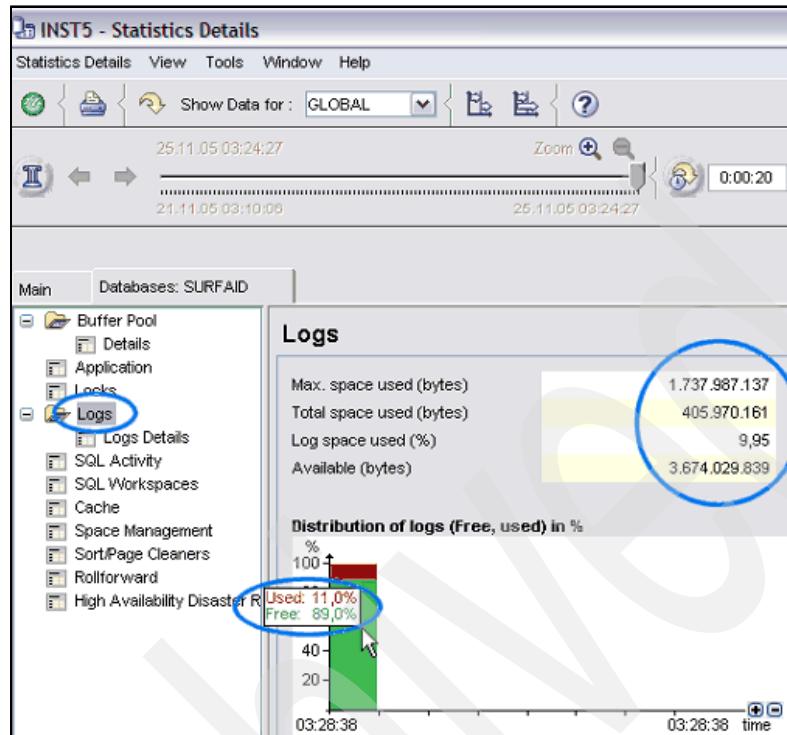 INST5 - Statistics Details
Statistics Details View Tools Window Help
Show Data for : GLOBAL
25.11.05 03:24:27 Zoom
0:00:20
21.11.05 03:10:06 25.11.05 03:24:27
Main Databases: SURFAID
Buffer Pool
Details
Application
Locks
Logs
Logs Details
SQL Activity
SQL Workspaces
Cache
Space Management
Sort/Page Cleaners
Rollforward
High Availability Disaster R
Logs
Max. space used (bytes) 1.737.987.137
Total space used (bytes) 405.970.161
Log space used (%) 9,95
Available (bytes) 3.674.029.839
Distribution of logs (Free, used) in %
%
100
Used: 11,0%
Free: 89,0%
40
20
03:28:38 03:28:38 time